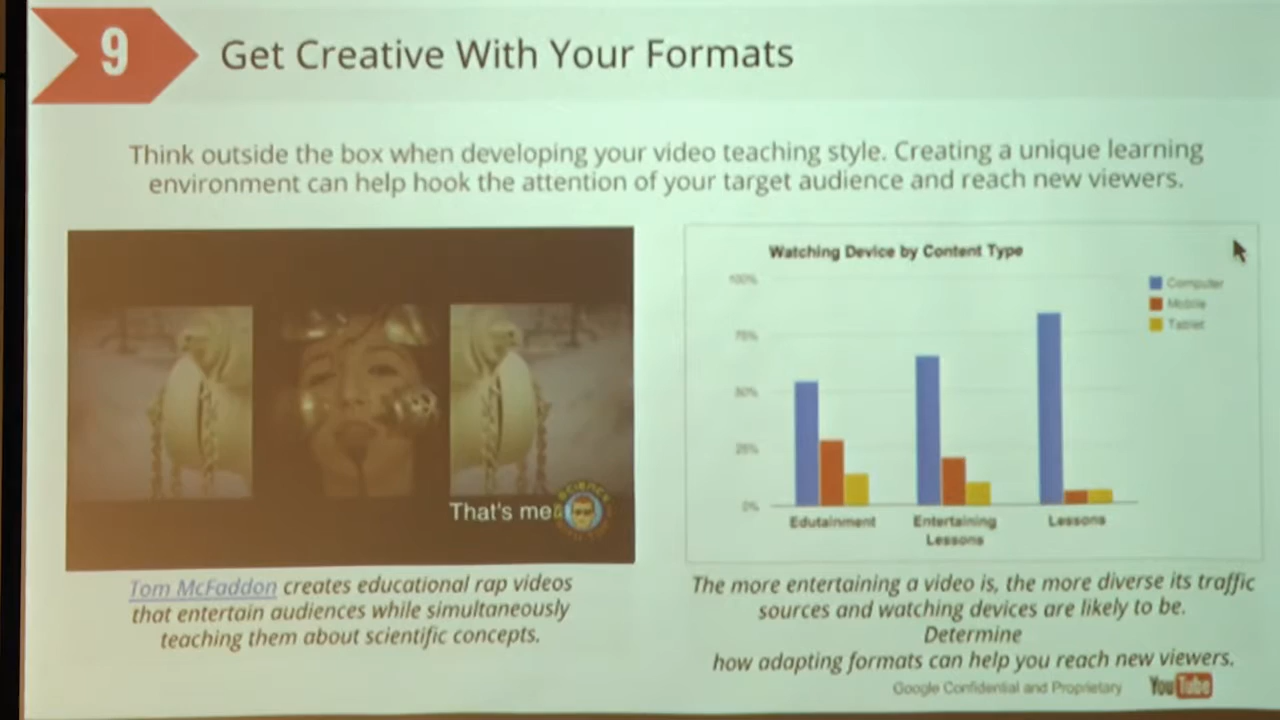 9
Get Creative With Your Formats
Think outside the box when developing your video teaching style. Creating a unique learning
environment can help hook the attention of your target audience and reach new viewers.
That's me
SCIENCE
Tom McFaddon creates educational rap videos
that entertain audiences while simultaneously
teaching them about scientific concepts.
Watching Device by Content Type
100%
75%
50%
25%
0%
Computer
Mobile
Tablet
Edutainment
Entertaining
Lessons
Lessons
The more entertaining a video is, the more diverse its traffic
sources and watching devices are likely to be.
Determine
how adapting formats can help you reach new viewers.
Google Confidential and Proprietary
YouTube